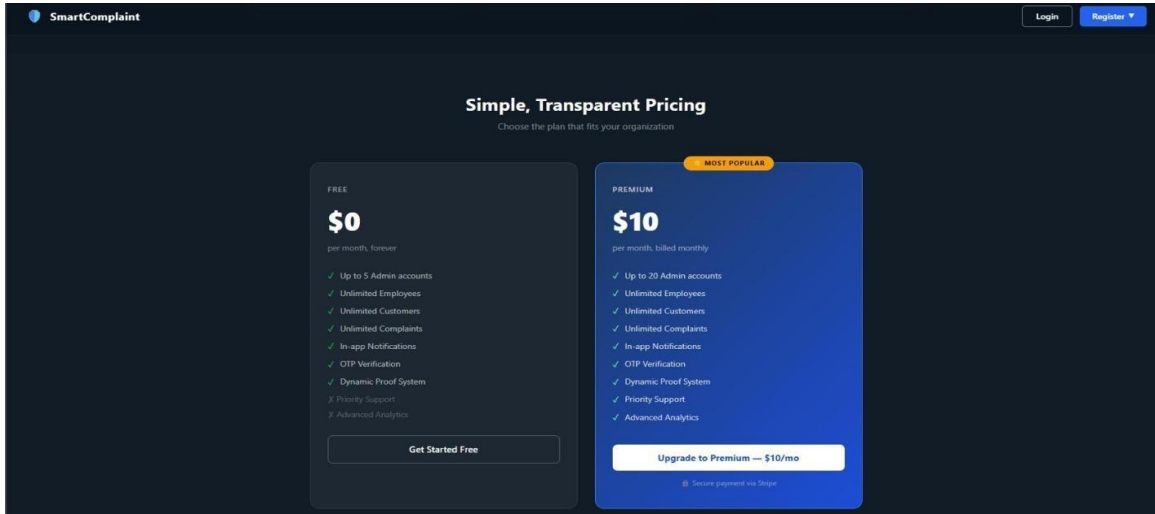 SmartComplaint
Login
Register ▼
Simple, Transparent Pricing
Choose the plan that fits your organization
FREE
$0
per month, forever
✓ Up to 5 Admin accounts
✓ Unlimited Employees
✓ Unlimited Customers
✓ Unlimited Complaints
✓ In-app Notifications
✓ OTP Verification
✓ Dynamic Proof System
✗ Priority Support
✗ Advanced Analytics
Get Started Free
MOST POPULAR
PREMIUM
$10
per month, billed monthly
✓ Up to 20 Admin accounts
✓ Unlimited Employees
✓ Unlimited Customers
✓ Unlimited Complaints
✓ In-app Notifications
✓ OTP Verification
✓ Dynamic Proof System
✓ Priority Support
✓ Advanced Analytics
Upgrade to Premium — $10/mo
Secure payment via Stripe